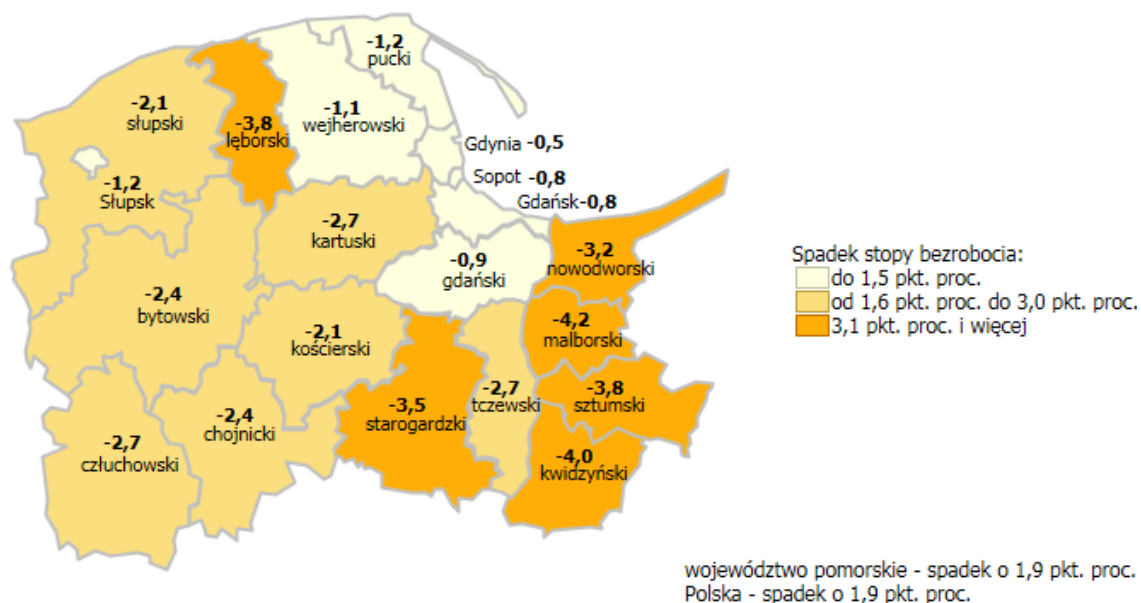 -1,2
pucki
-2,1
słupski
-1,1
wejherowski
-3,8
lęborski
Gdynia -0,5
Sopot -0,8
Gdańsk-0,8
-1,2
Słupsk
-2,7
kartuski
-3,2
nowodworski
-0,9
gdański
Spadek stopy bezrobocia:
do 1,5 pkt. proc.
od 1,6 pkt. proc. do 3,0 pkt. proc.
3,1 pkt. proc. i więcej
-2,4
bytowski
-2,1
kościerski
-4,2
malborski
-2,7
tczewski
-3,8
sztumski
-3,5
starogardzki
-2,4
chojnicki
-2,7
człuchowski
-4,0
kwidzyński
województwo pomorskie - spadek o 1,9 pkt. proc.
Polska - spadek o 1,9 pkt. proc.